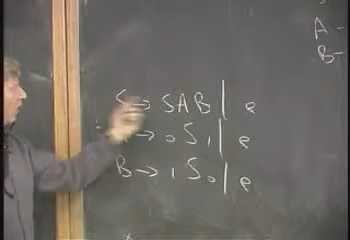 S → SAB | e
→ 0S1 | e
B → 1S0 | e
A -
B-